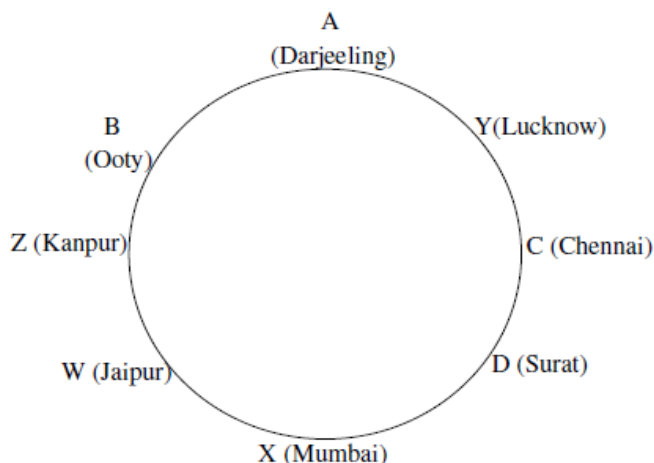 A
(Darjeeling)
B
(Ooty)
Y(Lucknow)
Z (Kanpur)
C (Chennai)
W (Jaipur)
D (Surat)
X (Mumbai)